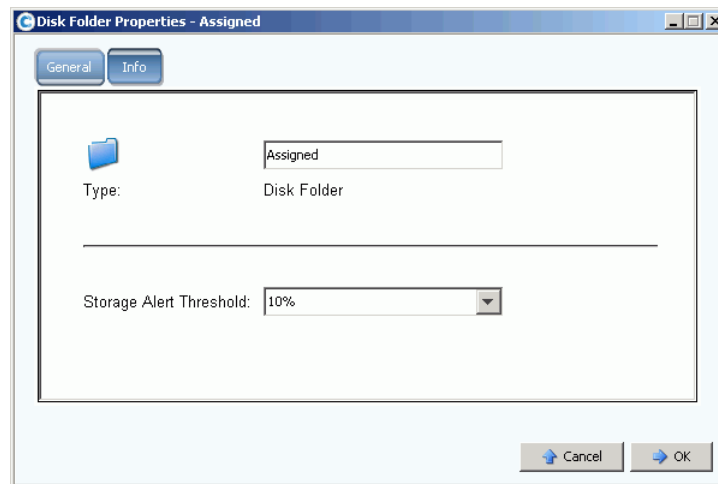 Disk Folder Properties - Assigned
General Info
Assigned
Type: Disk Folder
Storage Alert Threshold: 10%
Cancel OK